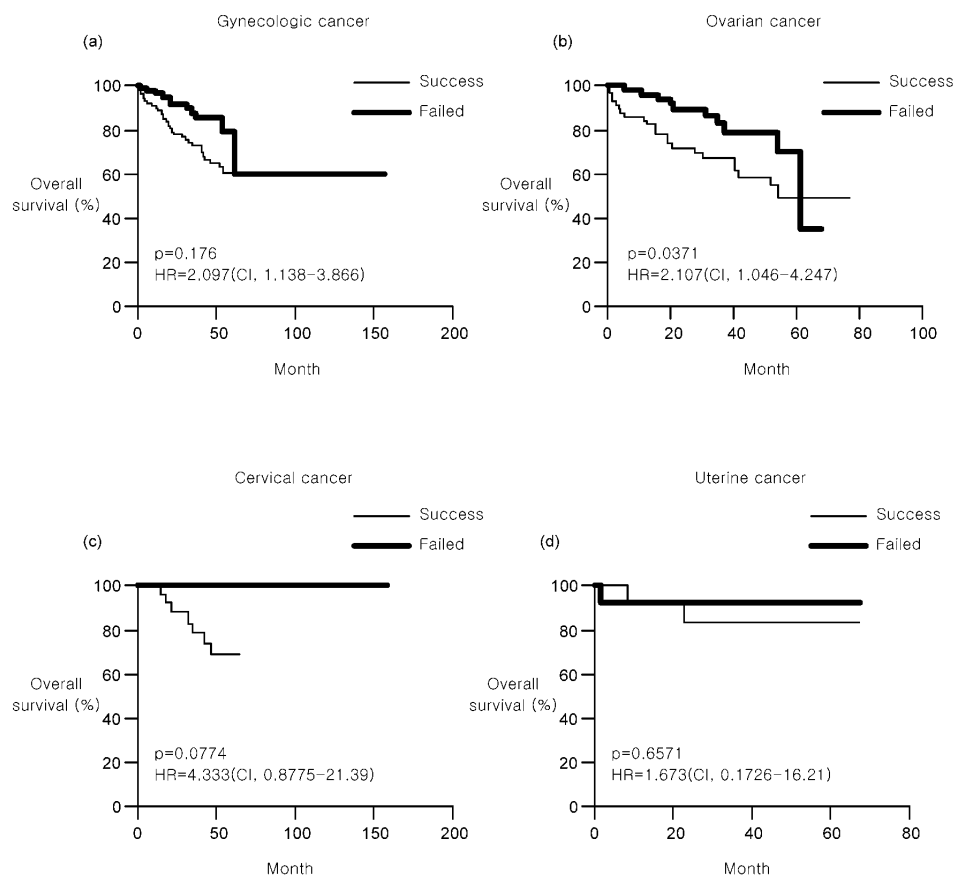 Gynecologic cancer
(a)
Success
Failed
100
80
60
40
20
0
Overall
survival (%)
p=0.176
HR=2.097(CI, 1.138-3.866)
0 50 100 150 200
Month
Ovarian cancer
(b)
Success
Failed
100
80
60
40
20
0
Overall
survival (%)
p=0.0371
HR=2.107(CI, 1.046-4.247)
0 20 40 60 80 100
Month
Cervical cancer
Success
(c)
Failed
100
80
60
40
20
0
Overall
survival (%)
p=0.0774
HR=4.333(CI, 0.8775-21.39)
0 50 100 150 200
Month
Uterine cancer
Success
(d)
Failed
100
80
60
40
20
0
Overall
survival (%)
p=0.6571
HR=1.673(CI, 0.1726-16.21)
0 20 40 60 80
Month